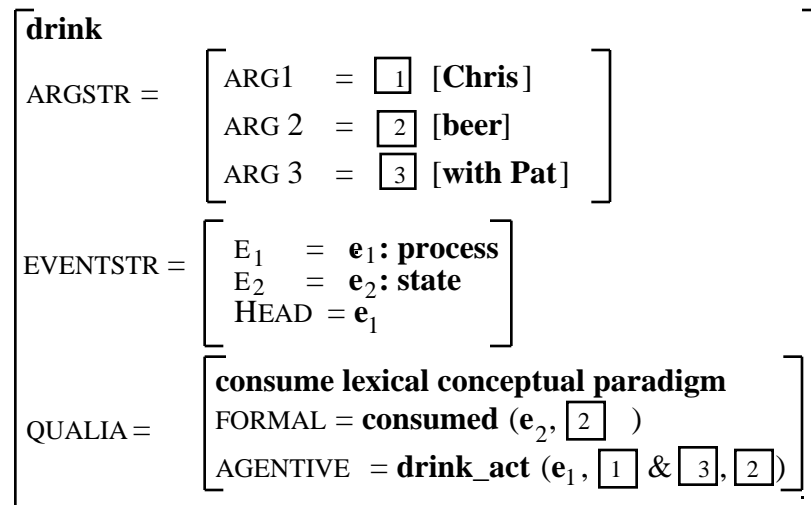 drink
ARGSTR =
ARG1 = 1 [Chris]
ARG 2 = 2 [beer]
ARG 3 = 3 [with Pat]
EVENTSTR =
E1 = e1: process
E2 = e2: state
HEAD = e1
QUALIA =
consume lexical conceptual paradigm
FORMAL = consumed (e2, 2 )
AGENTIVE = drink_act (e1, 1 & 3, 2)